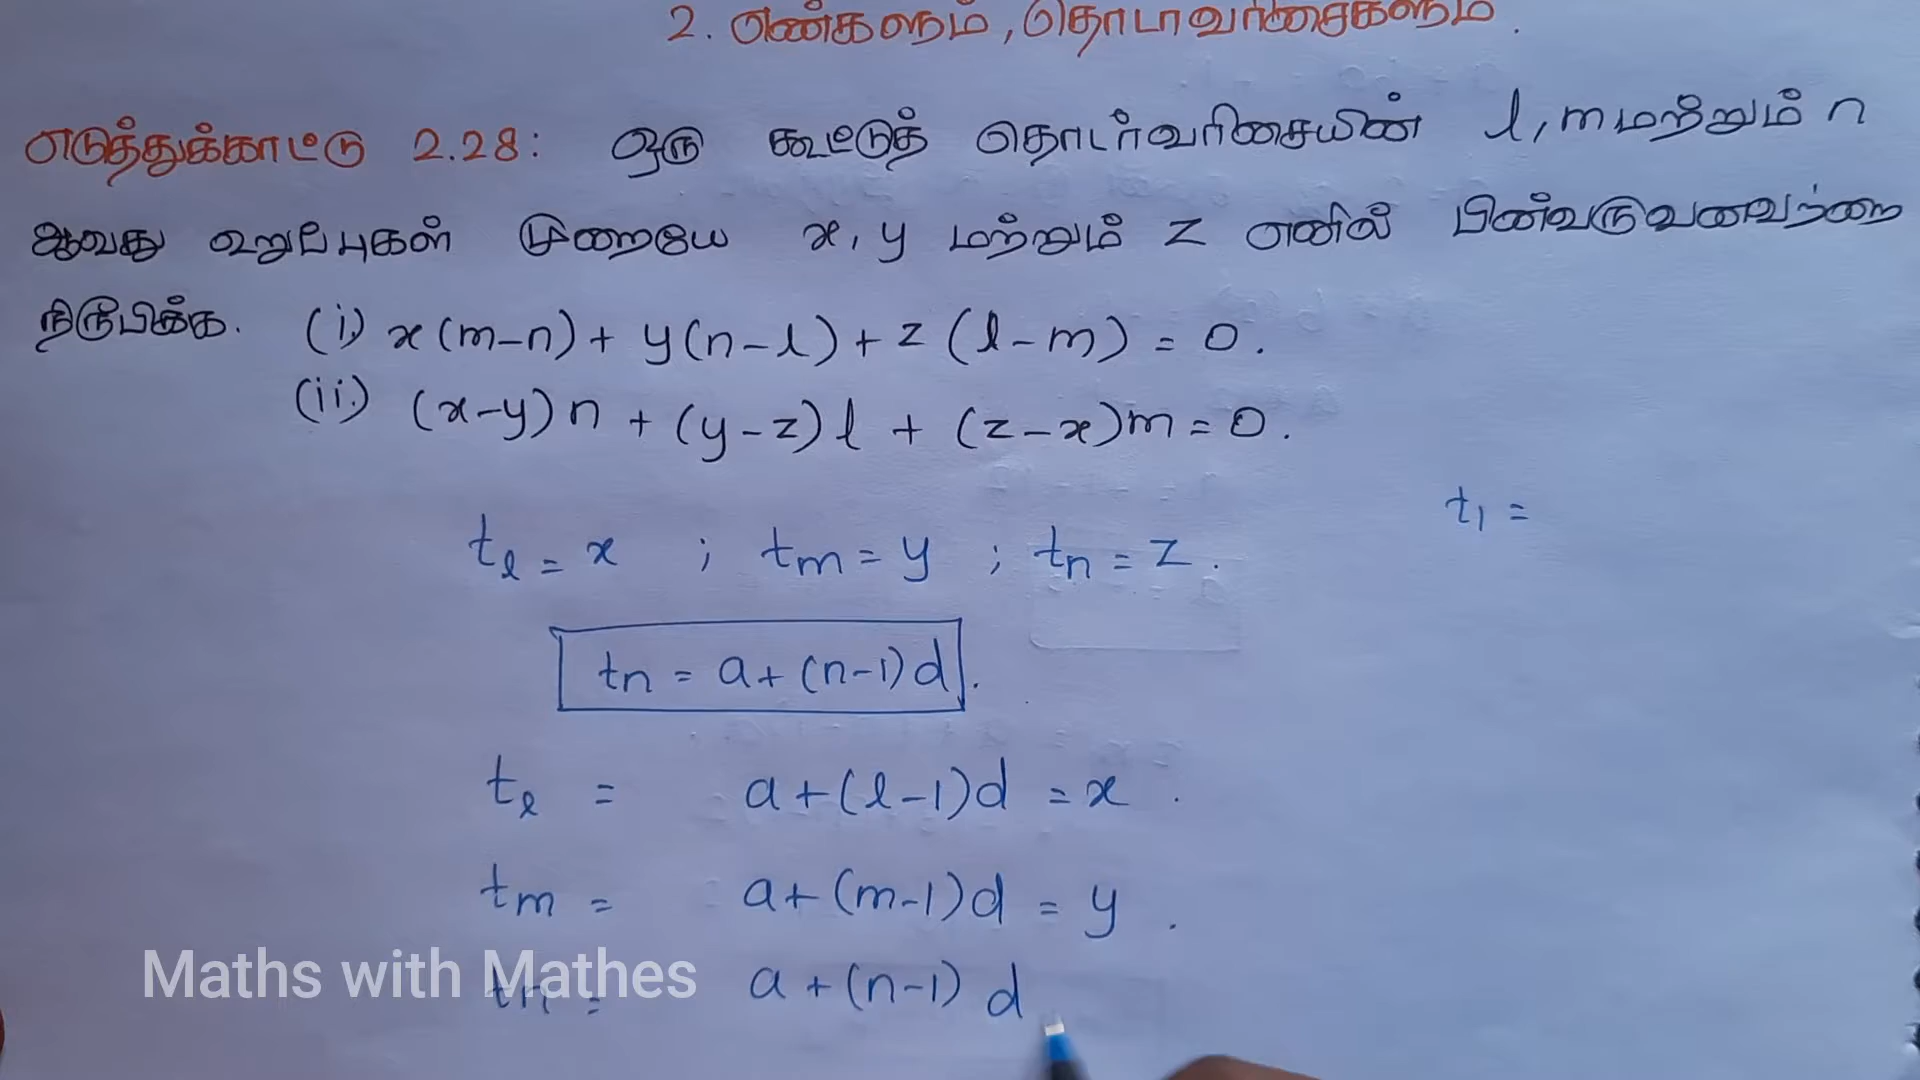 2. எண்களும், தொடர்வரிசைகளும்.
எடுத்துக்காட்டு 2.28: ஒரு கூட்டுத் தொடர்வரிசையின் l, m மற்றும் n
ஆவது உறுப்புகள் முறையே x, y மற்றும் z எனில் பின்வருவனவற்றை
நிரூபிக்க. (i) x(m-n)+ y(n-l)+z(l-m) = 0.
(ii.) (x-y)n + (y-z)l + (z-x)m=0.
t₁ =
tₗ = x ; tm = y ; tn = z.
tn = a+(n-1)d.
tₗ = a+(l-1)d = x .
tm = a+(m-1)d = y .
tn = a+(n-1) d
Maths with Mathes